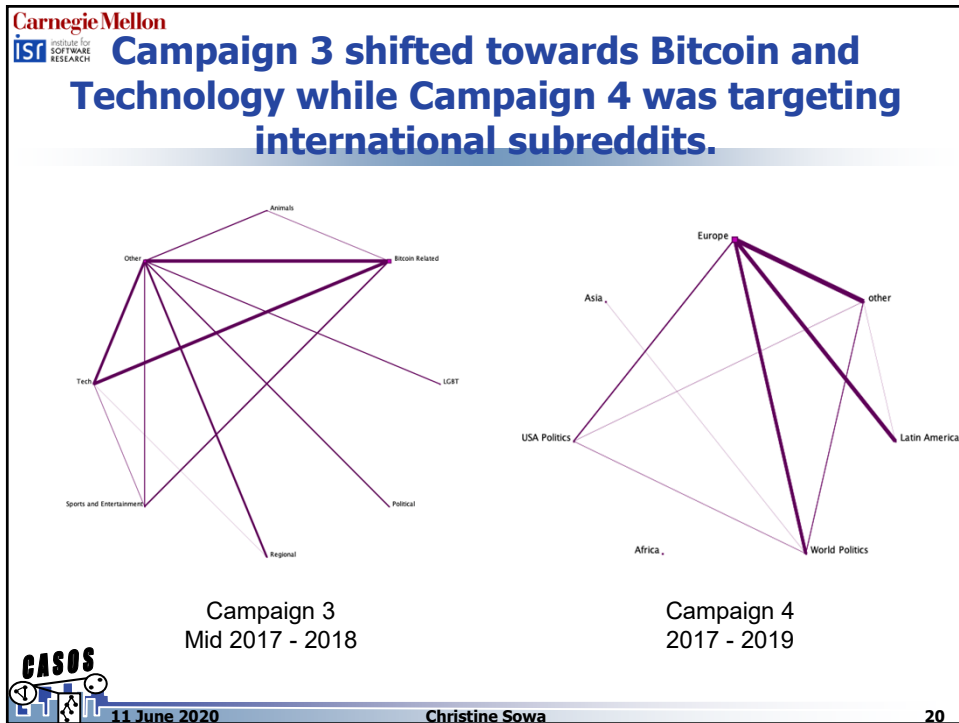 Carnegie Mellon
isr institute for
SOFTWARE
RESEARCH
Campaign 3 shifted towards Bitcoin and
Technology while Campaign 4 was targeting
international subreddits.
Animals
Other
Bitcoin Related
Tech
LGBT
Sports and Entertainment
Political
Regional
Europe
Asia
other
USA Politics
Latin America
Africa
World Politics
Campaign 3
Mid 2017 - 2018
Campaign 4
2017 - 2019
CASOS
11 June 2020
Christine Sowa
20